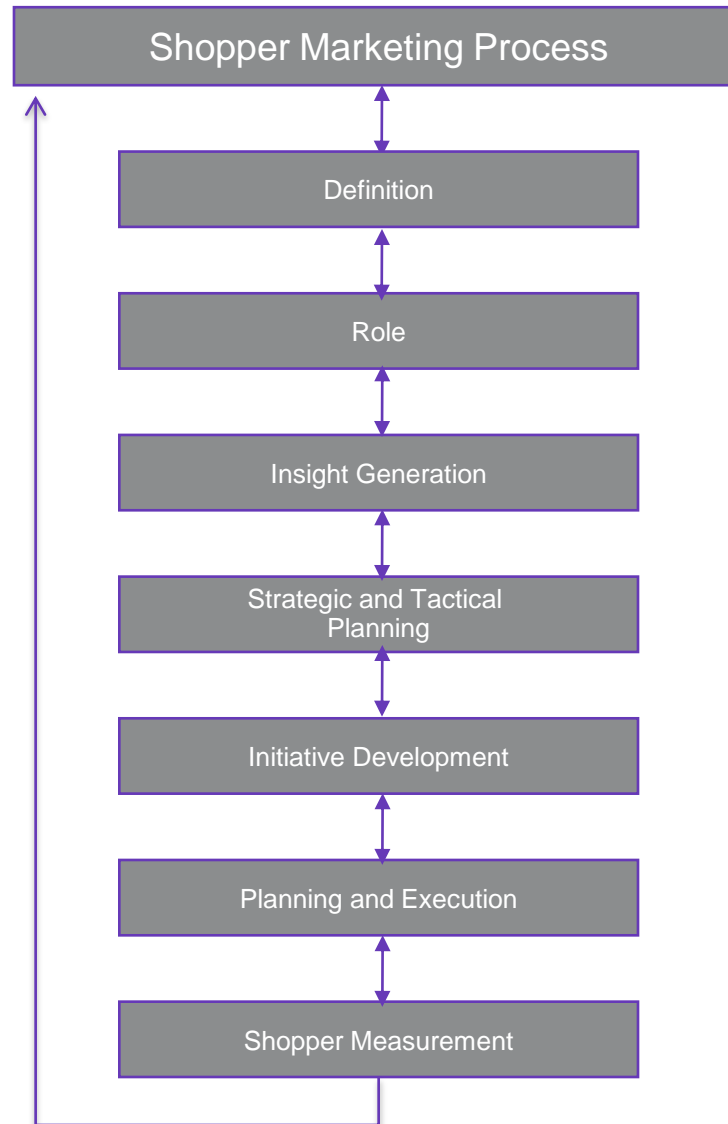 Shopper Marketing Process
Definition
Role
Insight Generation
Strategic and Tactical
Planning
Initiative Development
Planning and Execution
Shopper Measurement